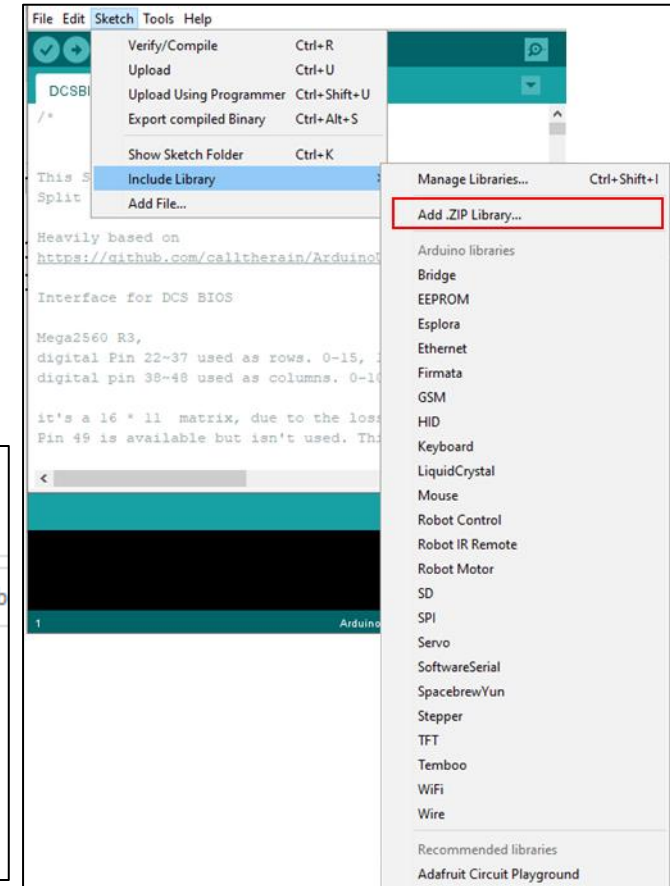 File Edit Sketch Tools Help
Verify/Compile Ctrl+R
Upload Ctrl+U
Upload Using Programmer Ctrl+Shift+U
Export compiled Binary Ctrl+Alt+S
Show Sketch Folder Ctrl+K
Include Library
Add File...
DCSBI
/*
This S
Split
Heavily based on
https://github.com/calltherain/Arduino
Interface for DCS BIOS
Mega2560 R3,
digital Pin 22~37 used as rows. 0-15,
digital pin 38~48 used as columns. 0-10
it's a 16 * 11 matrix, due to the loss
Pin 49 is available but isn't used. Thi
1 Arduino
Manage Libraries... Ctrl+Shift+I
Add .ZIP Library...
Arduino libraries
Bridge
EEPROM
Esplora
Ethernet
Firmata
GSM
HID
Keyboard
LiquidCrystal
Mouse
Robot Control
Robot IR Remote
Robot Motor
SD
SPI
Servo
SoftwareSerial
SpacebrewYun
Stepper
TFT
Temboo
WiFi
Wire
Recommended libraries
Adafruit Circuit Playground